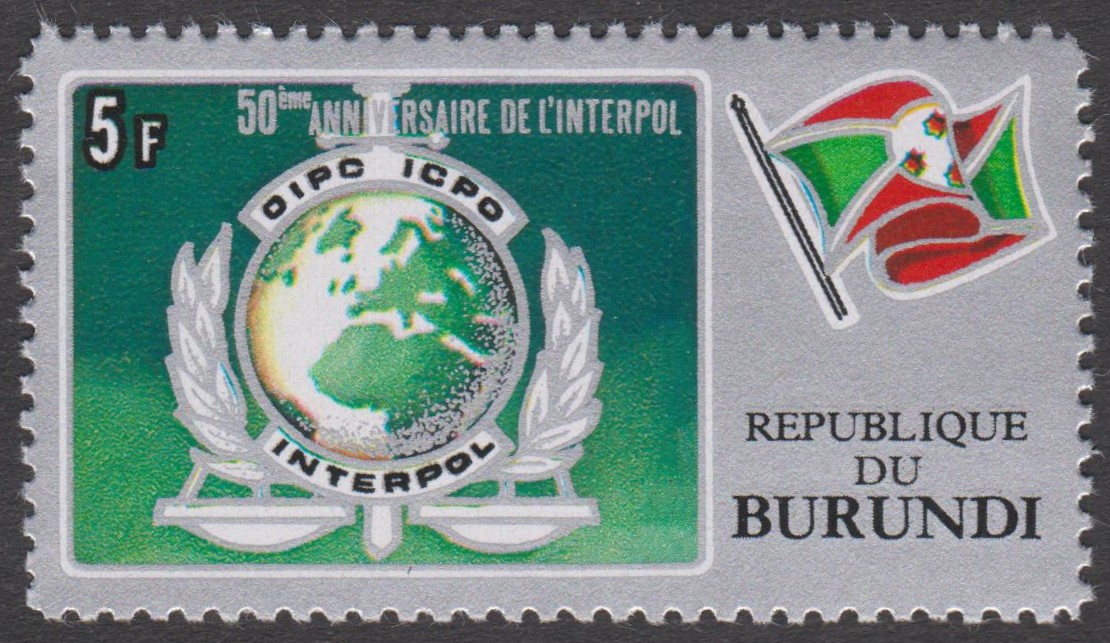 50ème ANNIVERSAIRE DE L'INTERPOL
5F
OIPC ICPO
INTERPOL
REPUBLIQUE
DU
BURUNDI